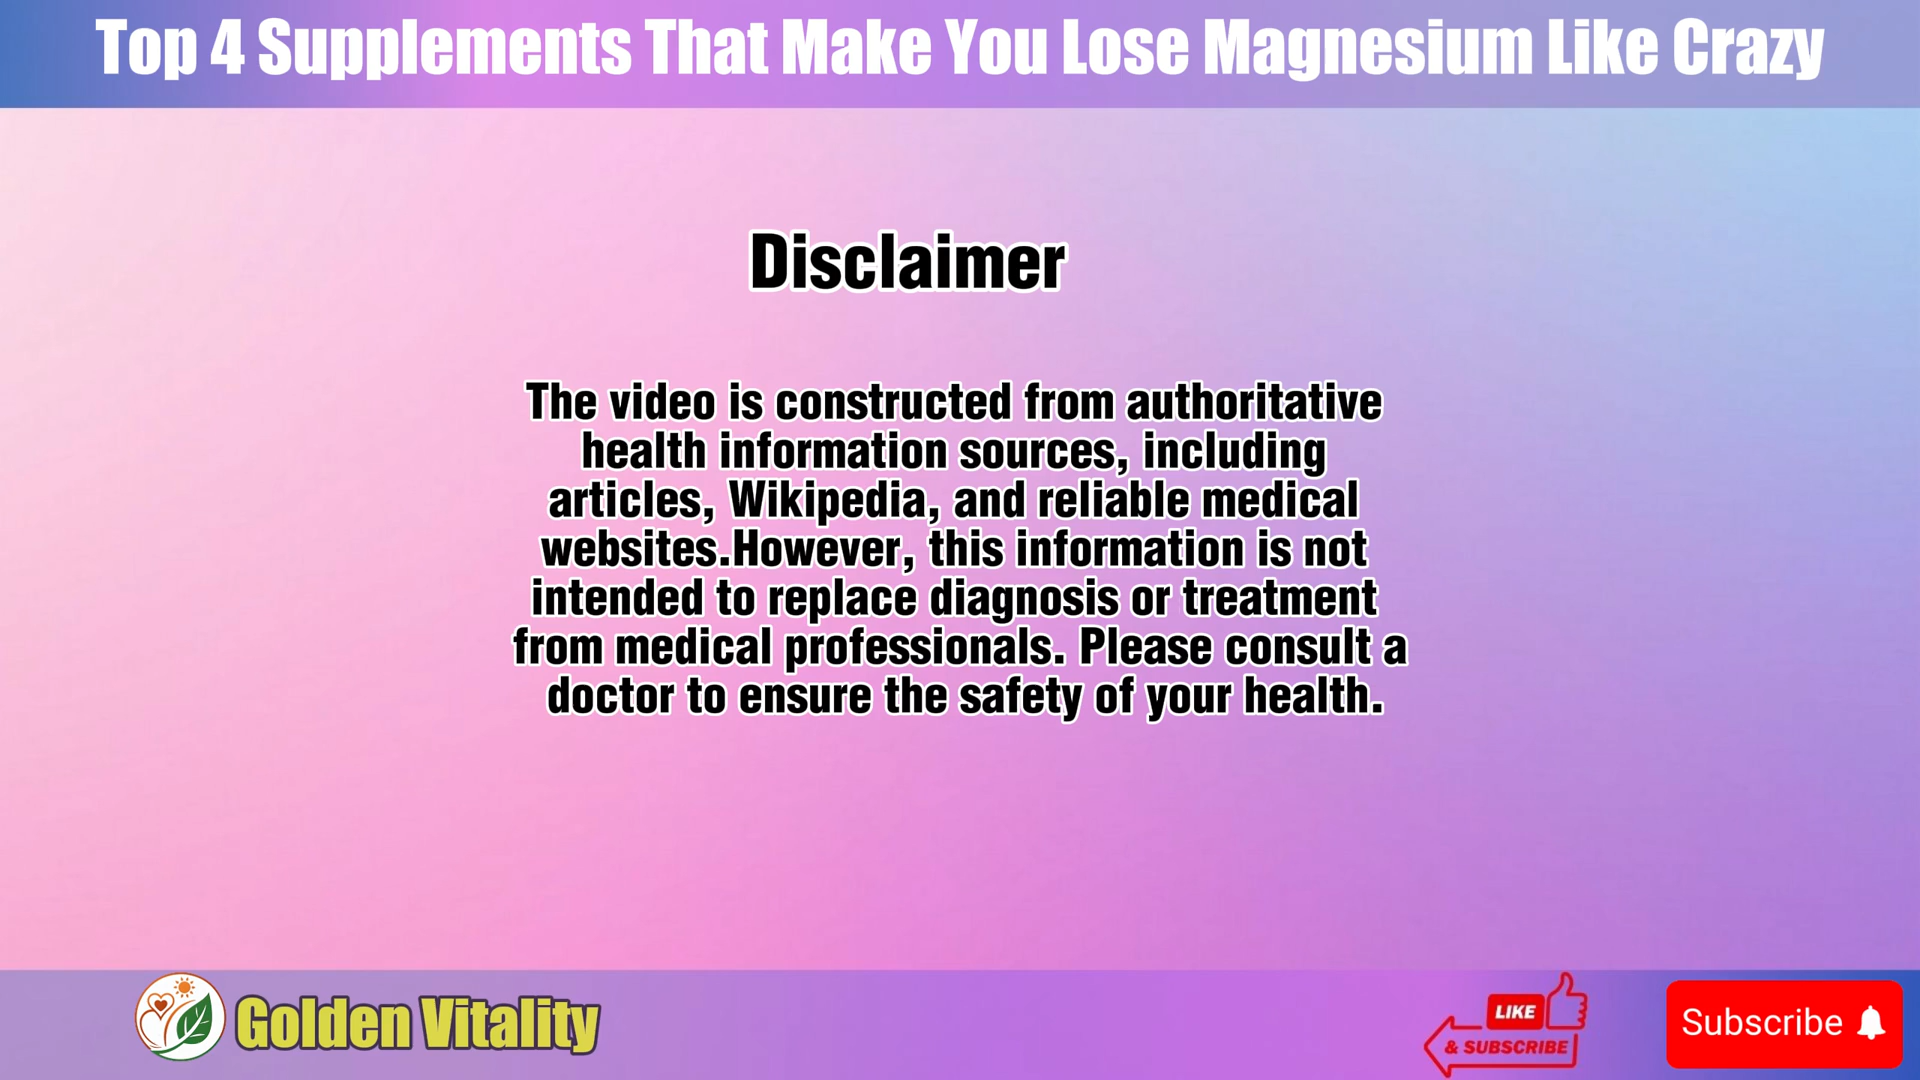 Top 4 Supplements That Make You Lose Magnesium Like Crazy
Disclaimer
The video is constructed from authoritative
health information sources, including
articles, Wikipedia, and reliable medical
websites.However, this information is not
intended to replace diagnosis or treatment
from medical professionals. Please consult a
doctor to ensure the safety of your health.
Golden Vitality
LIKE
& SUBSCRIBE
Subscribe